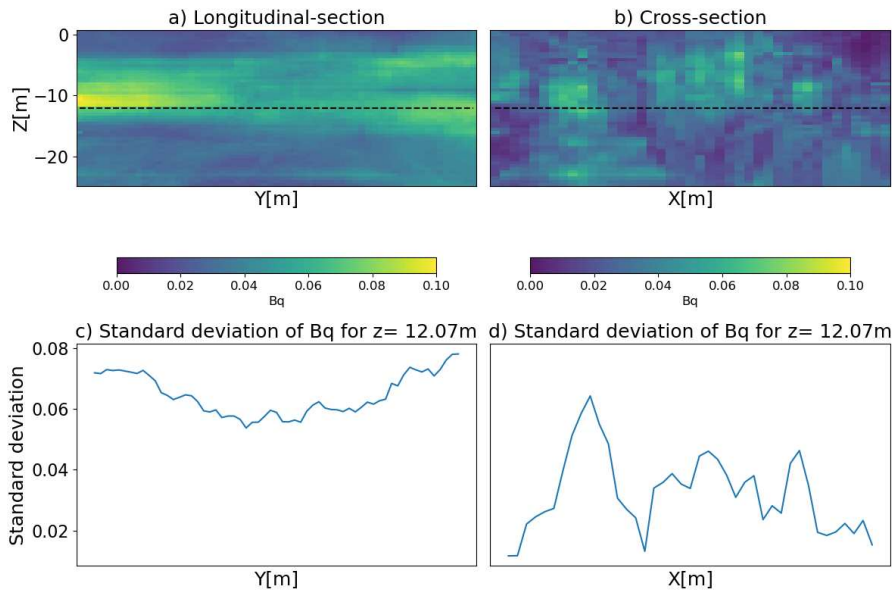 a) Longitudinal-section
b) Cross-section
0
−10
−20
Z[m]
Y[m]
X[m]
0.00 0.02 0.04 0.06 0.08 0.10
Bq
0.00 0.02 0.04 0.06 0.08 0.10
Bq
c) Standard deviation of Bq for z= 12.07m
d) Standard deviation of Bq for z= 12.07m
0.08
0.06
0.04
0.02
Standard deviation
Y[m]
X[m]